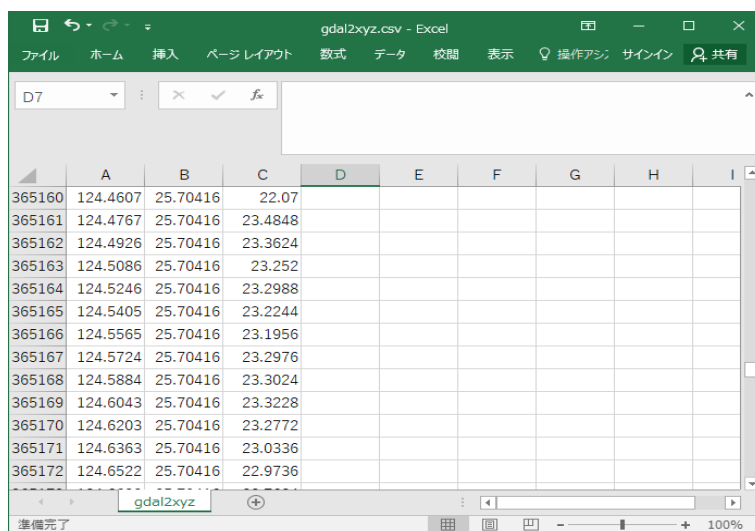 gdal2xyz.csv - Excel
ファイル ホーム 挿入 ページ レイアウト 数式 データ 校閲 表示 操作アシ サインイン 共有
D7 fx
A B C D E F G H I
365160 124.4607 25.70416 22.07
365161 124.4767 25.70416 23.4848
365162 124.4926 25.70416 23.3624
365163 124.5086 25.70416 23.252
365164 124.5246 25.70416 23.2988
365165 124.5405 25.70416 23.2244
365166 124.5565 25.70416 23.1956
365167 124.5724 25.70416 23.2976
365168 124.5884 25.70416 23.3024
365169 124.6043 25.70416 23.3228
365170 124.6203 25.70416 23.2772
365171 124.6363 25.70416 23.0336
365172 124.6522 25.70416 22.9736
gdal2xyz
準備完了 100%